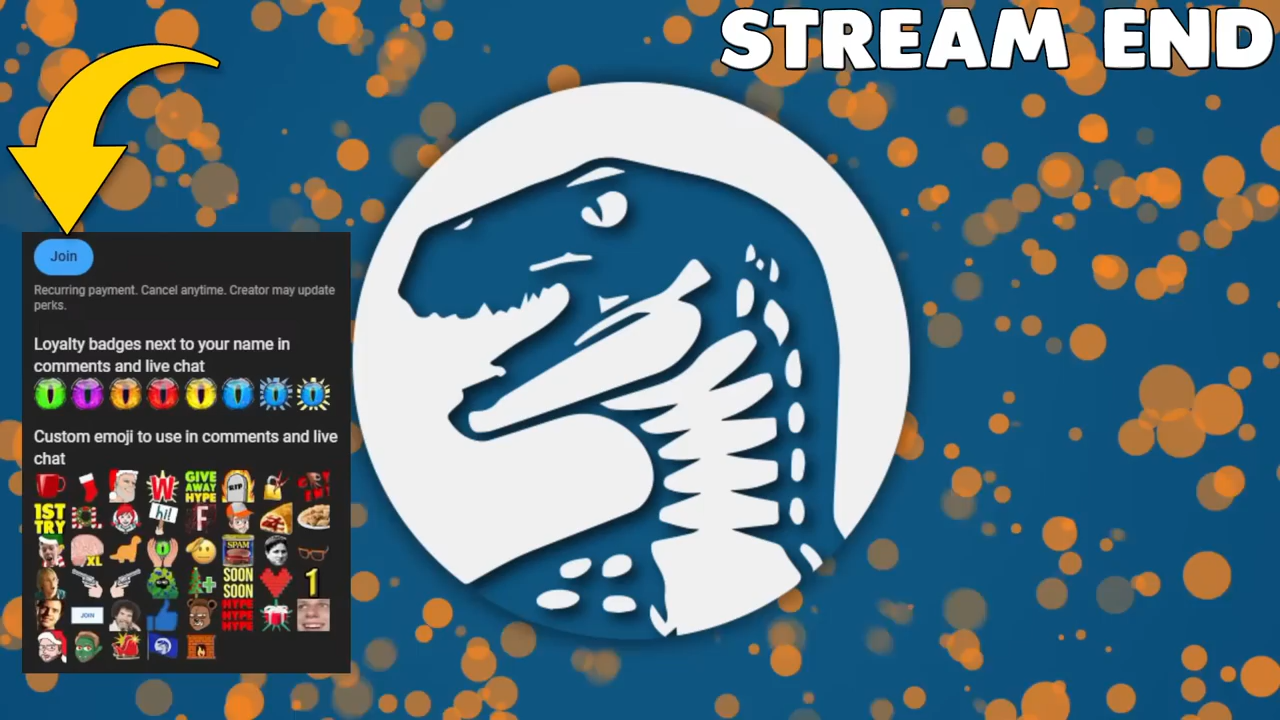 STREAM END
Join
Recurring payment. Cancel anytime. Creator may update
perks.
Loyalty badges next to your name in
comments and live chat
Custom emoji to use in comments and live
chat
W
GIVE
AWAY
HYPE
RIP
1ST
TRY
hi!
F
XL
SPAM
SOON
SOON
1
JOIN
HYPE
HYPE
HYPE